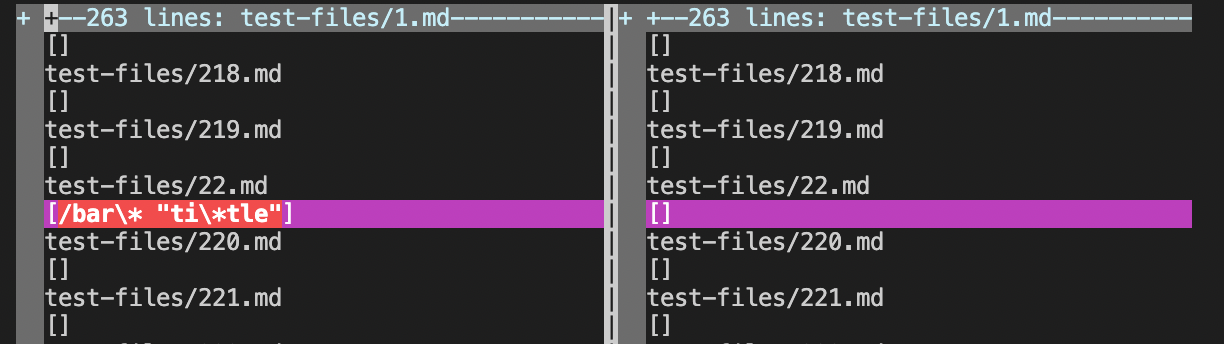 + +--263 lines: test-files/1.md-----------|+ +--263 lines: test-files/1.md----------
[] | []
test-files/218.md | test-files/218.md
[] | []
test-files/219.md | test-files/219.md
[] | []
test-files/22.md | test-files/22.md
[/bar\* "ti\*tle"] | []
test-files/220.md | test-files/220.md
[] | []
test-files/221.md | test-files/221.md
[] | []